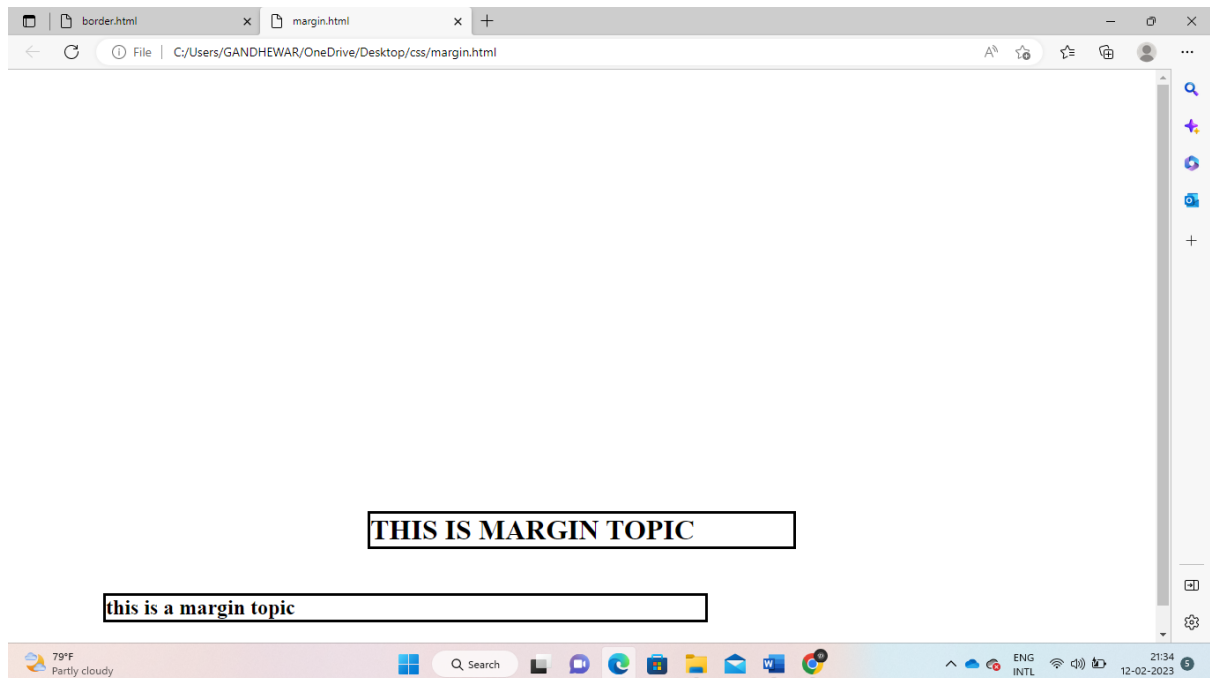 border.html
margin.html
File
C:/Users/GANDHEWAR/OneDrive/Desktop/css/margin.html
THIS IS MARGIN TOPIC
this is a margin topic
79°F
Partly cloudy
Search
ENG
INTL
21:34
12-02-2023
5